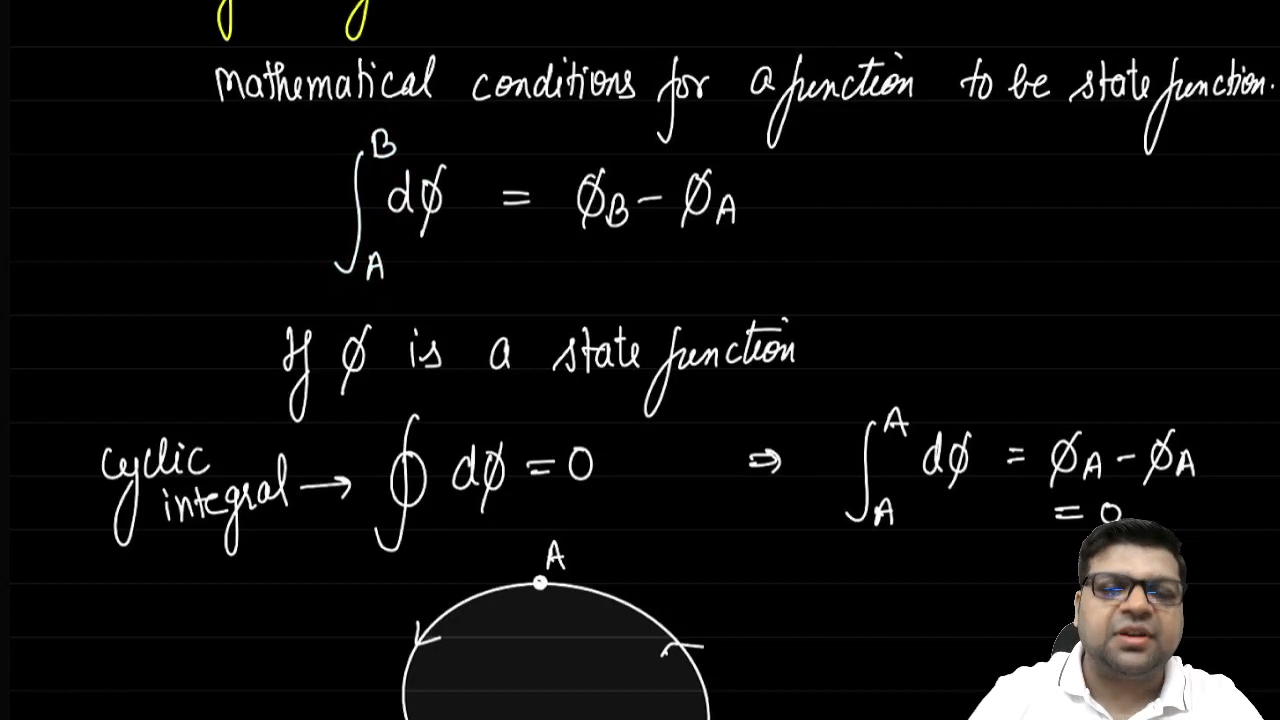 Mathematical conditions for a function to be state function.
∫_A^B dϕ = ϕ_B − ϕ_A
If ϕ is a state function
cyclic integral → ∮ dϕ = 0 ⇒ ∫_A^A dϕ = ϕ_A − ϕ_A
= 0
A